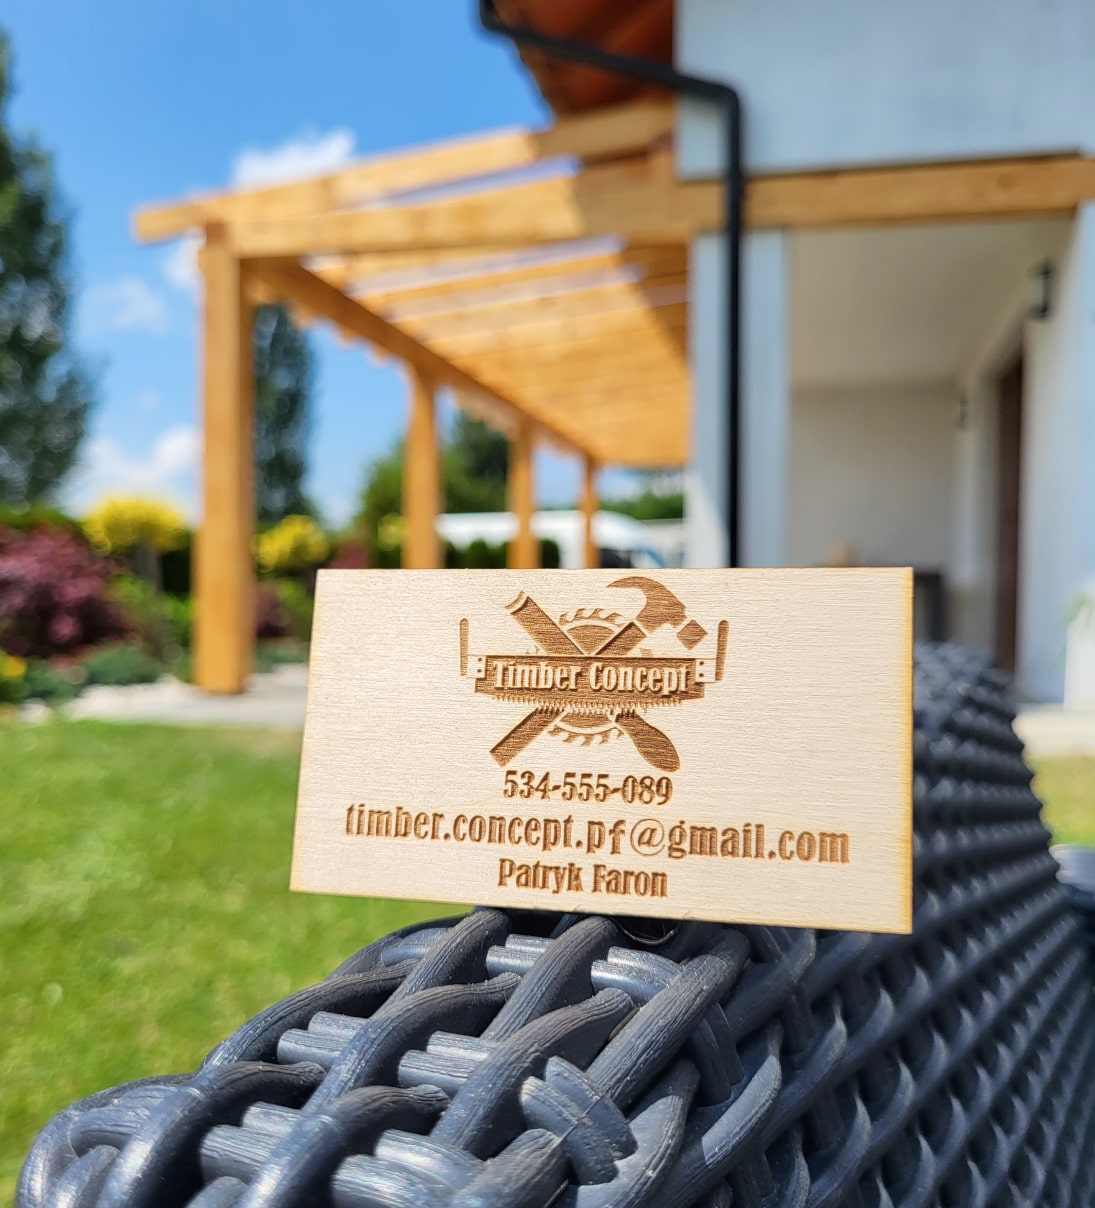 Timber Concept
534-555-089
timber.concept.pf@gmail.com
Patryk Faron